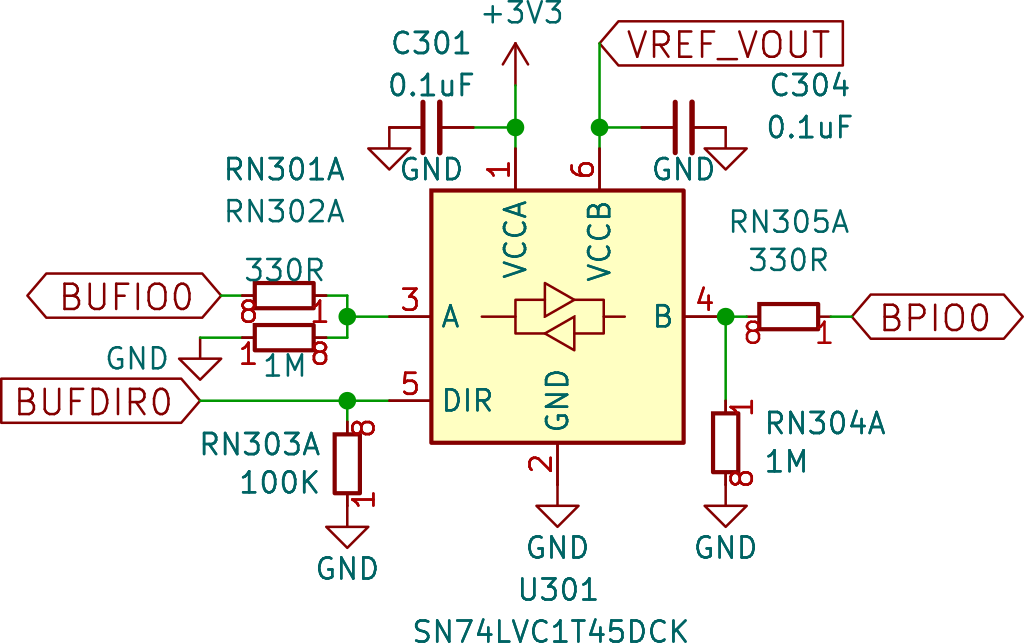 +3V3
C301
0.1uF
VREF_VOUT
C304
0.1uF
GND
GND
1
6
RN301A
RN302A
VCCA
VCCB
RN305A
330R
330R
BUFIO0
8
1
3
A
B
4
8
1
BPIO0
GND
1
8
1M
BUFDIR0
5
DIR
GND
8
1
RN303A
100K
1
8
RN304A
1M
2
GND
GND
GND
U301
SN74LVC1T45DCK